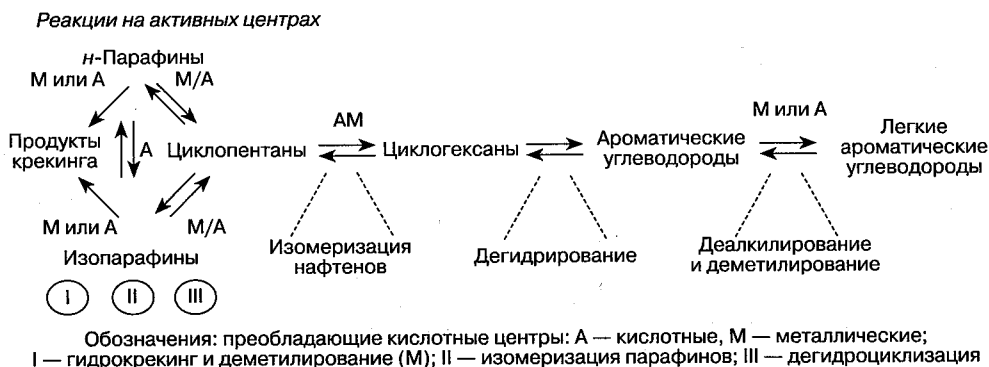 Реакции на активных центрах
н-Парафины
М или А
М/А
Продукты
крекинга
А
Циклопентаны
АМ
Циклогексаны
Ароматические
углеводороды
М или А
Легкие
ароматические
углеводороды
М или А
М/А
Изопарафины
Изомеризация
нафтенов
Дегидрирование
Деалкилирование
и деметилирование
I
II
III
Обозначения: преобладающие кислотные центры: А — кислотные, М — металлические;
I — гидрокрекинг и деметилирование (М); II — изомеризация парафинов; III — дегидроциклизация